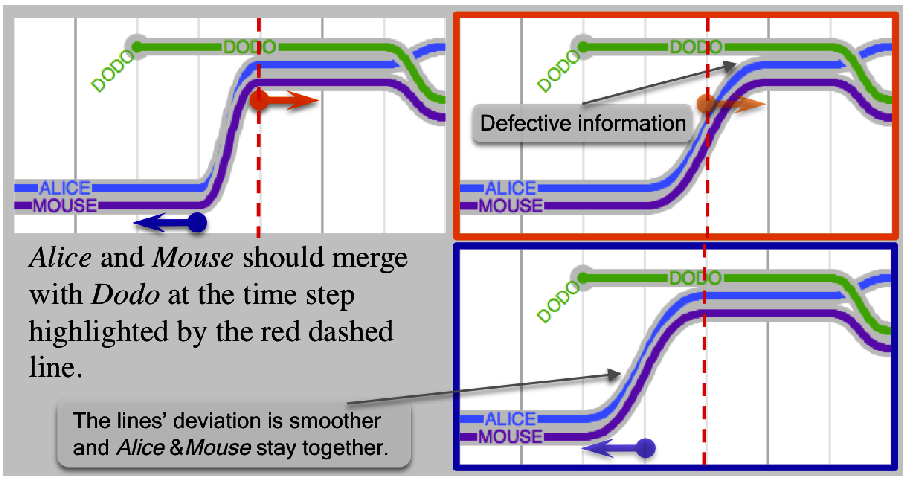 DODO
DODO
ALICE
MOUSE
DODO
DODO
Defective information
ALICE
MOUSE
Alice and Mouse should merge
with Dodo at the time step
highlighted by the red dashed
line.
The lines' deviation is smoother
and Alice &Mouse stay together.
DODO
DODO
ALICE
MOUSE